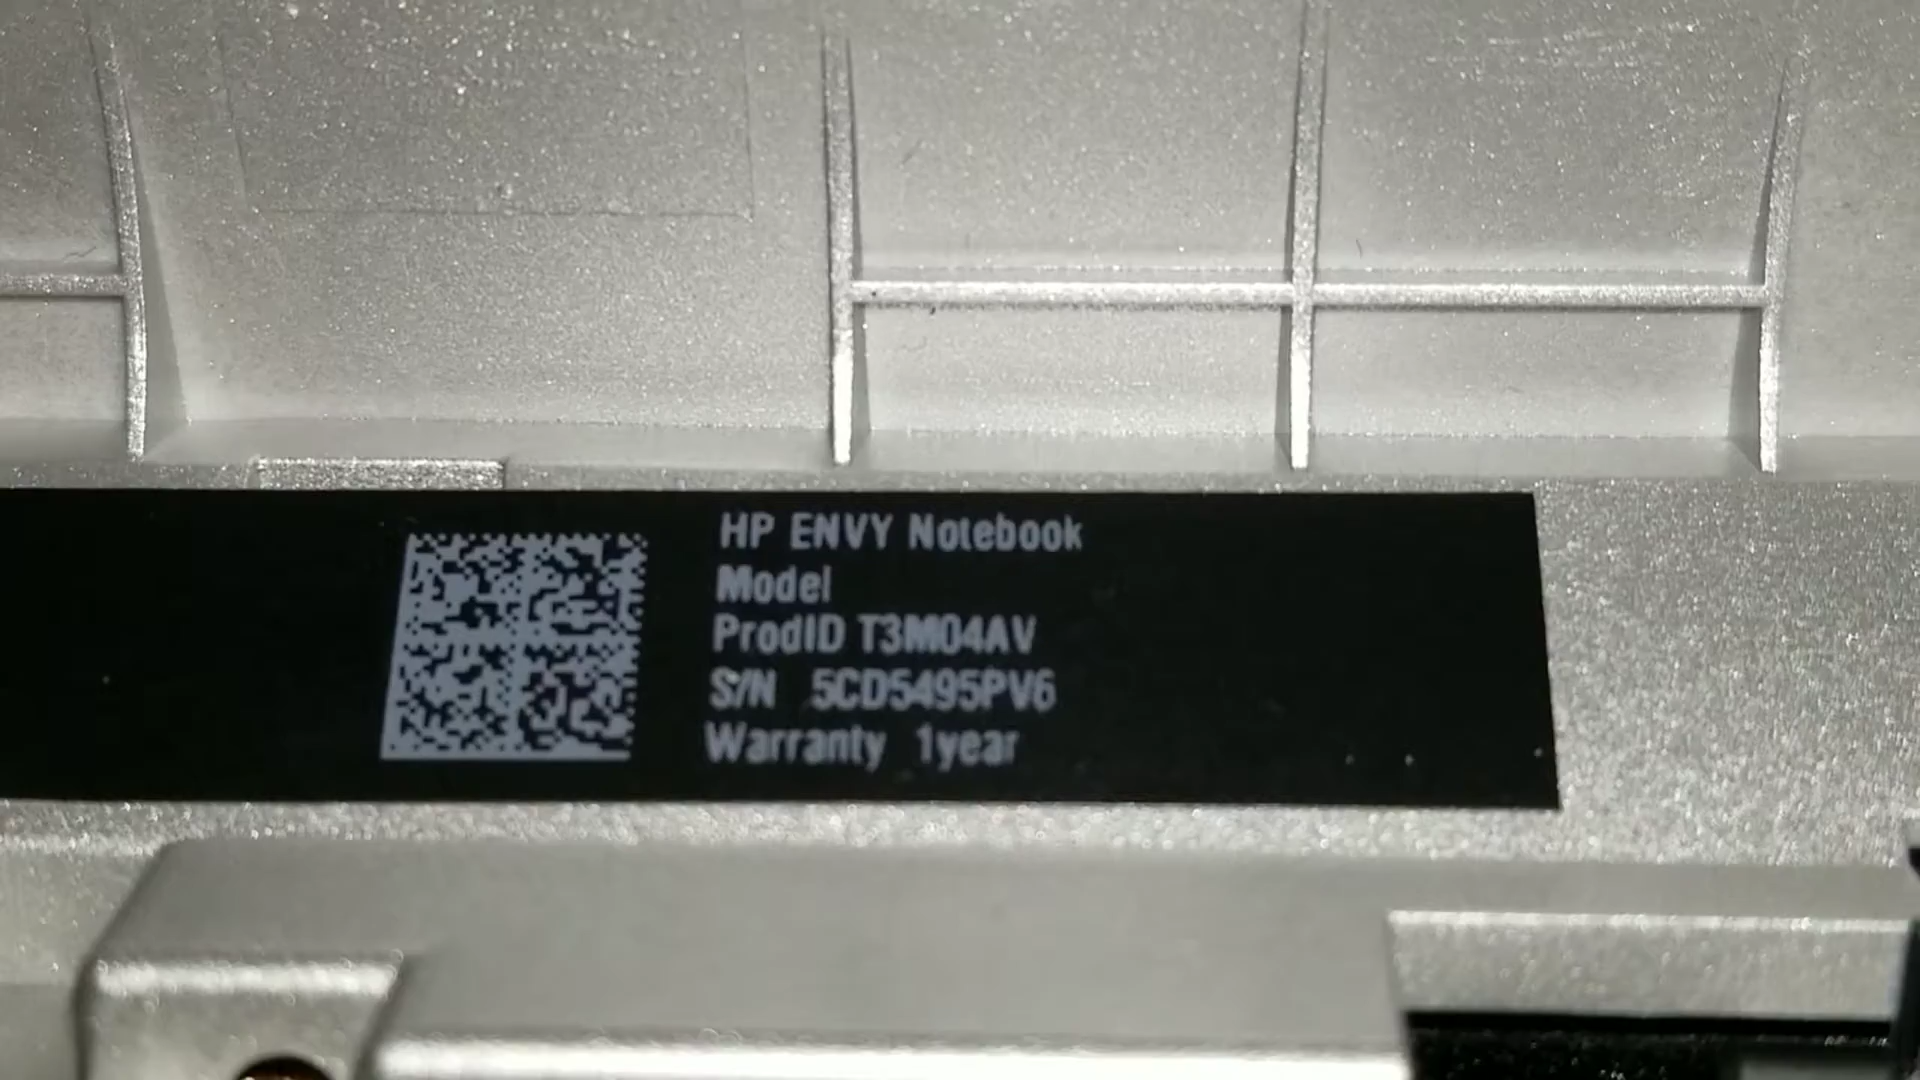 HP ENVY Notebook
Model
ProdID T3M04AV
S/N 5CD5495PV6
Warranty 1year